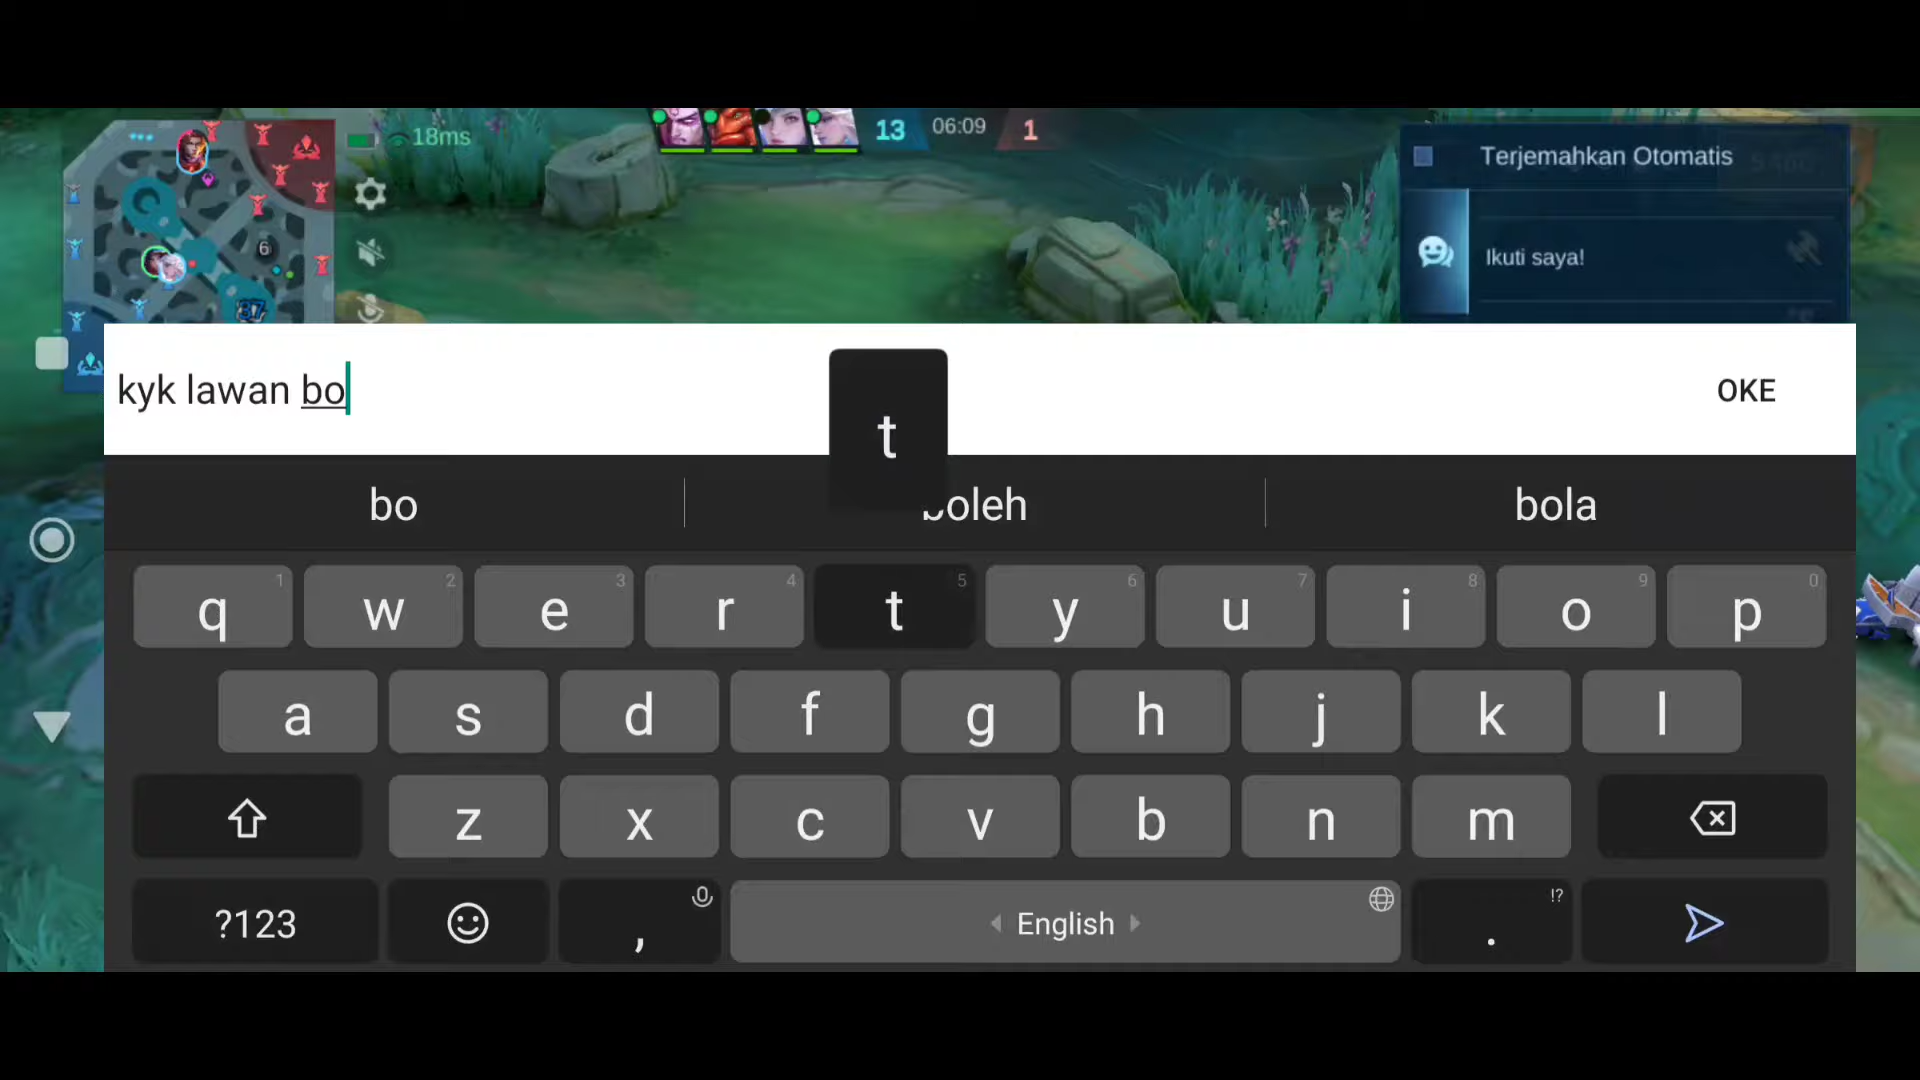 18ms
13 06:09 1
Terjemahkan Otomatis
6
Ikuti saya!
kyk lawan bo
OKE
t
bo boleh bola
q 1 w 2 e 3 r 4 t 5 y 6 u 7 i 8 o 9 p 0
a s d f g h j k l
z x c v b n m
?123 , English . !?